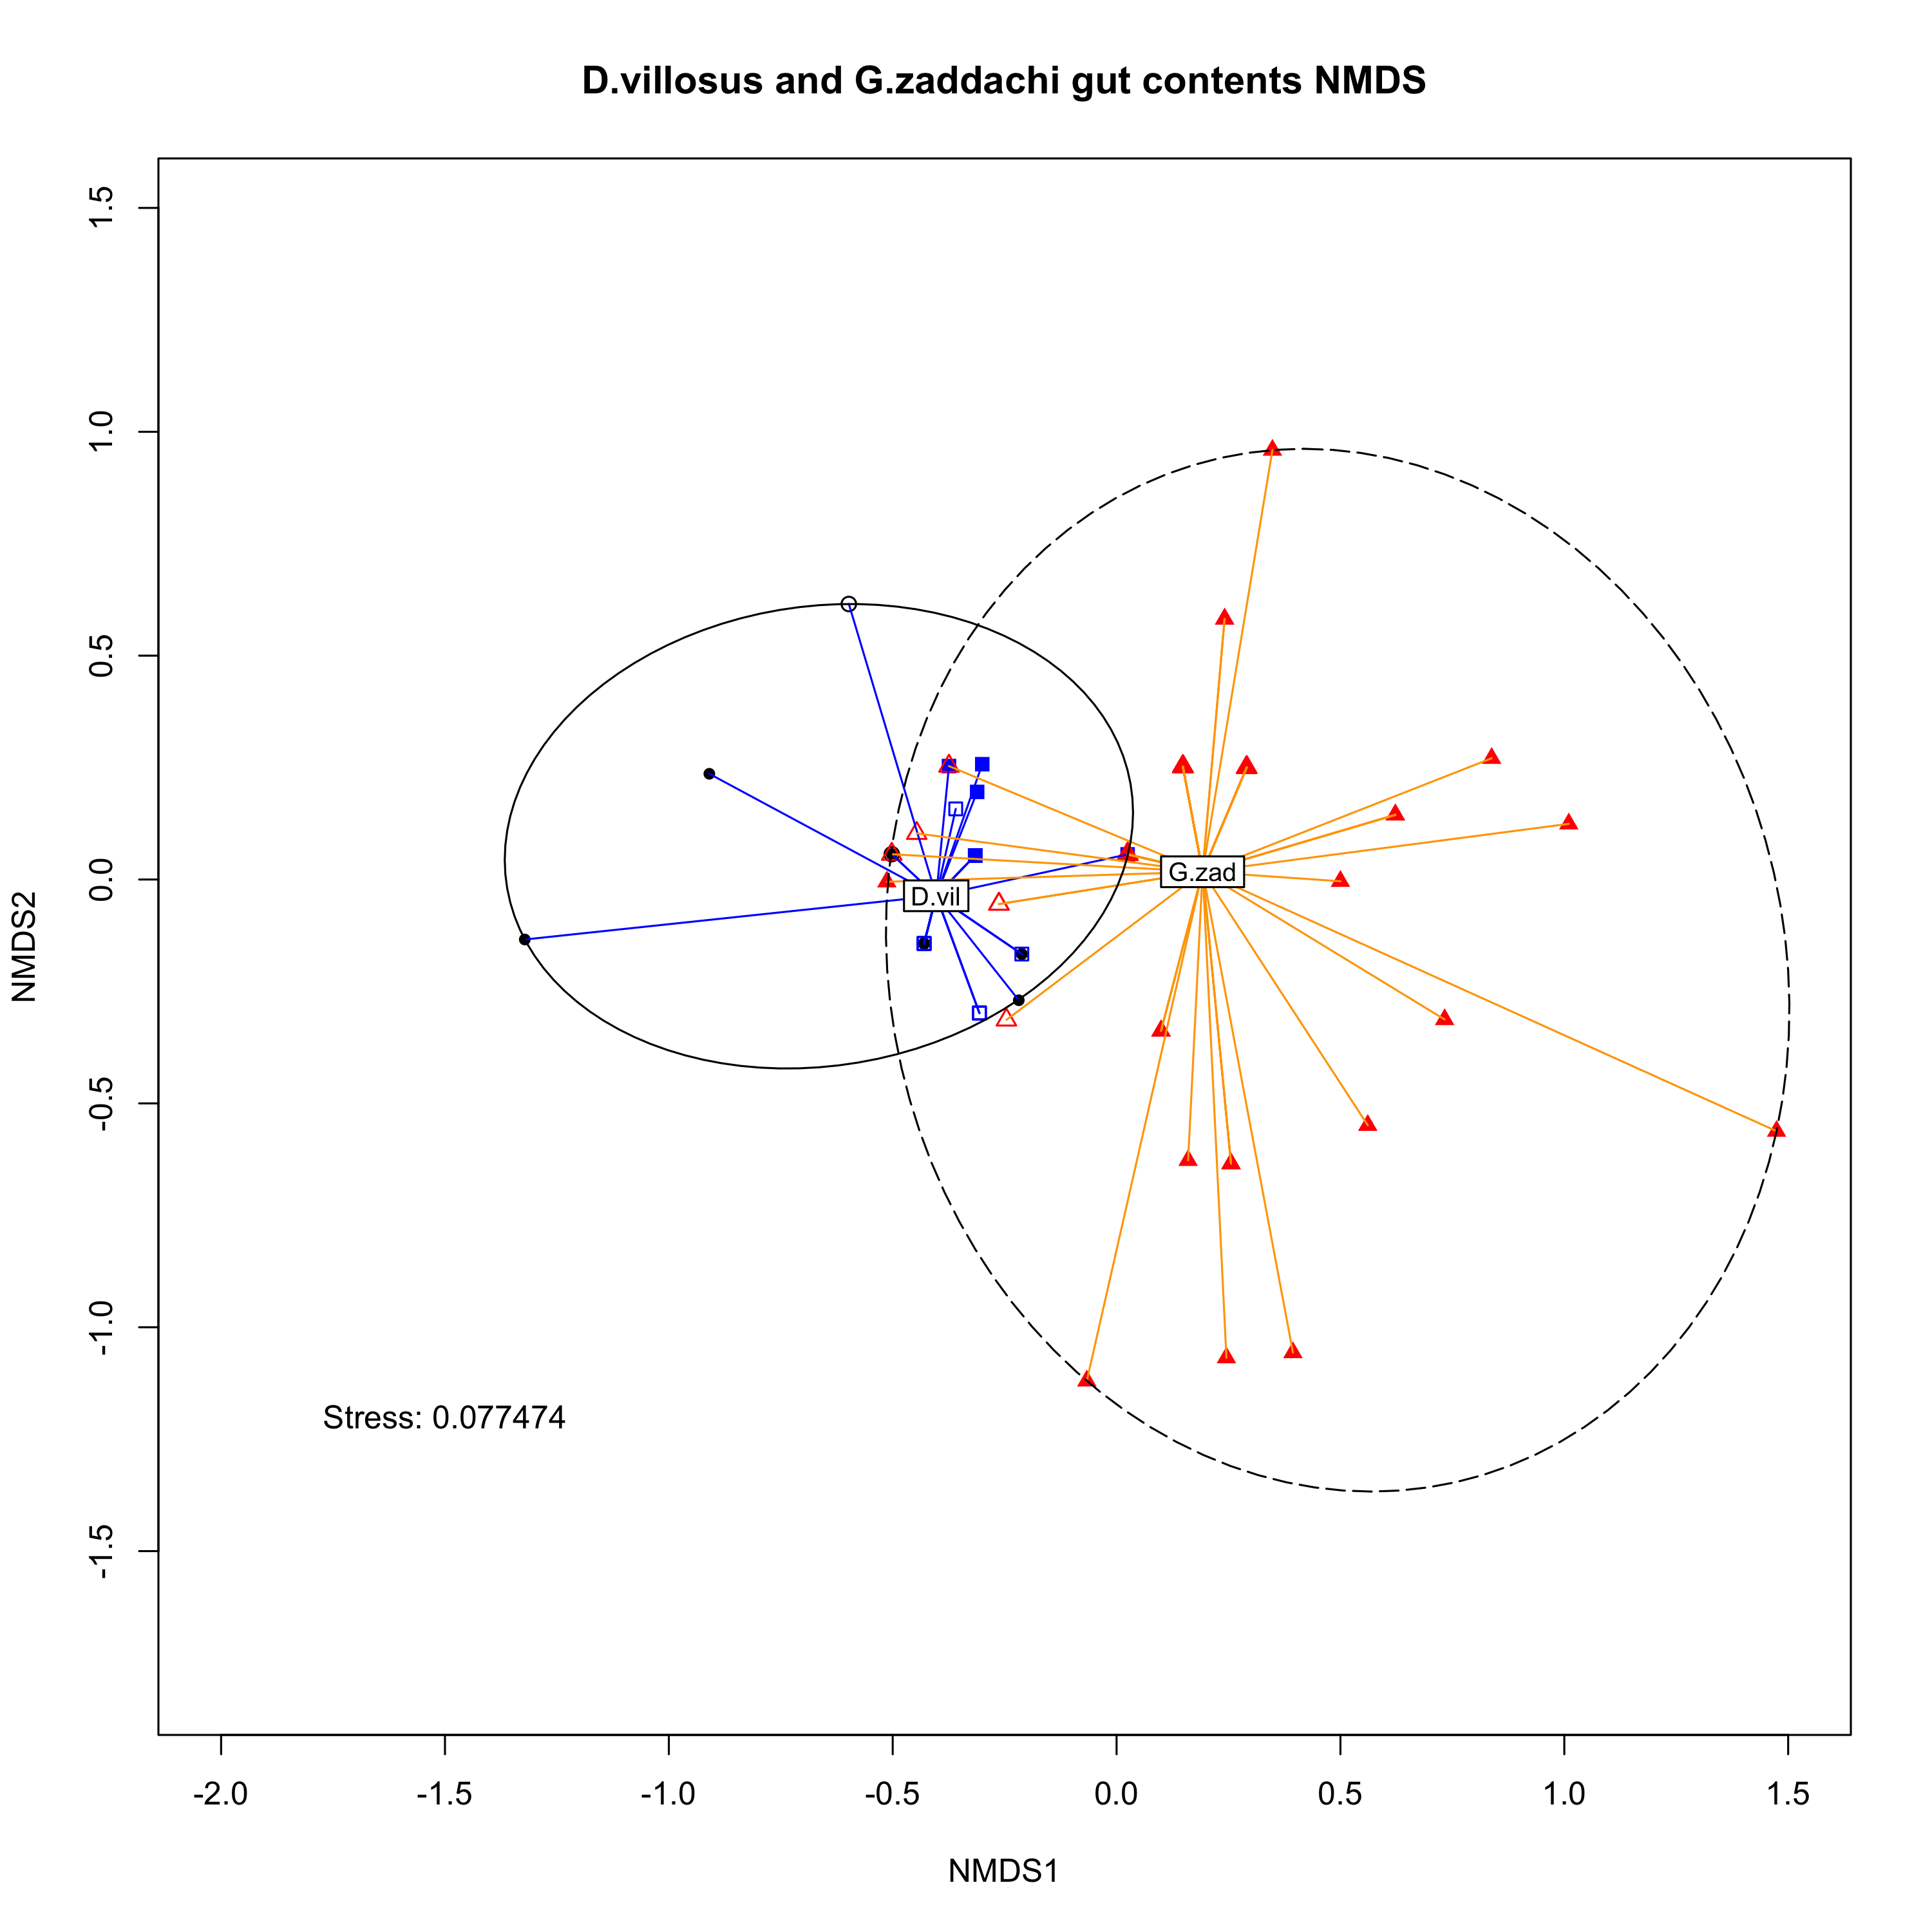 D.villosus and G.zaddachi gut contents NMDS
1.5
1.0
0.5
0.0
-0.5
-1.0
-1.5
NMDS2
D.vil
G.zad
Stress: 0.077474
-2.0 -1.5 -1.0 -0.5 0.0 0.5 1.0 1.5
NMDS1